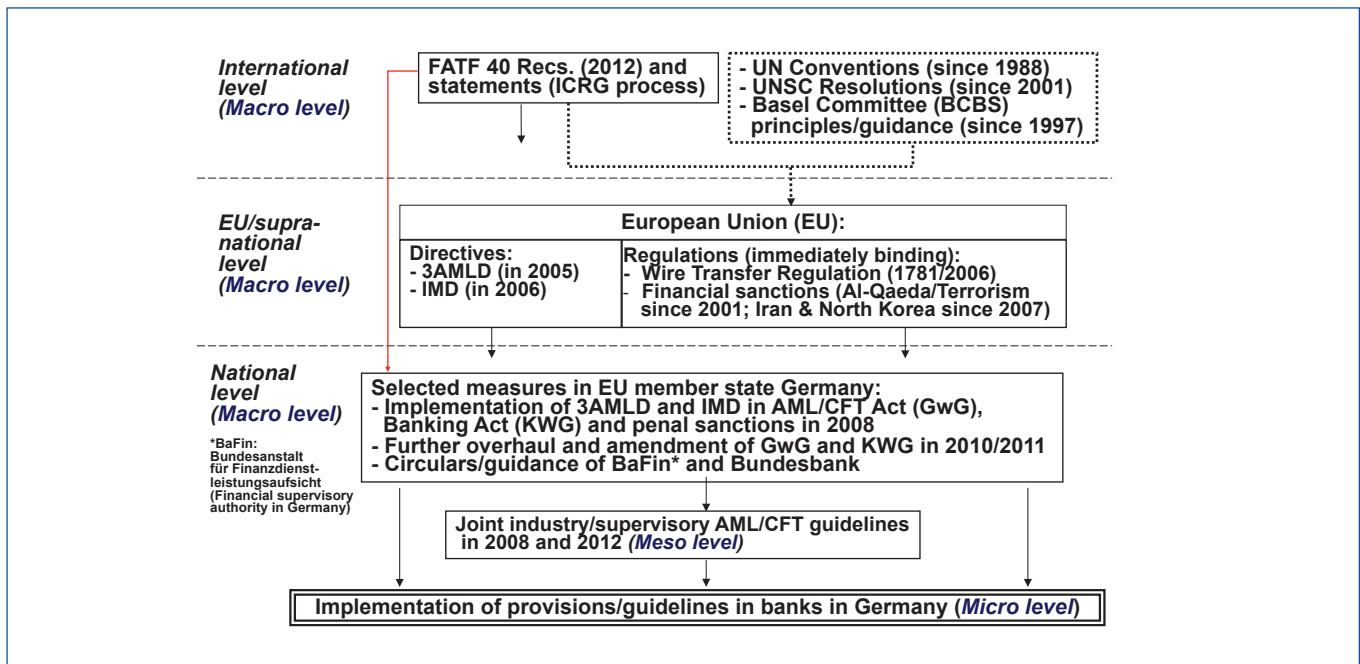 International
level
(Macro level)
FATF 40 Recs. (2012) and
statements (ICRG process)
- UN Conventions (since 1988)
- UNSC Resolutions (since 2001)
- Basel Committee (BCBS)
principles/guidance (since 1997)
EU/supra-
national
level
(Macro level)
European Union (EU):
Directives:
- 3AMLD (in 2005)
- IMD (in 2006)
Regulations (immediately binding):
- Wire Transfer Regulation (1781/2006)
- Financial sanctions (Al-Qaeda/Terrorism
since 2001; Iran & North Korea since 2007)
National
level
(Macro level)
*BaFin:
Bundesanstalt
für Finanzdienst-
leistungsaufsicht
(Financial supervisory
authority in Germany)
Selected measures in EU member state Germany:
- Implementation of 3AMLD and IMD in AML/CFT Act (GwG),
Banking Act (KWG) and penal sanctions in 2008
- Further overhaul and amendment of GwG and KWG in 2010/2011
- Circulars/guidance of BaFin* and Bundesbank
Joint industry/supervisory AML/CFT guidelines
in 2008 and 2012 (Meso level)
Implementation of provisions/guidelines in banks in Germany (Micro level)